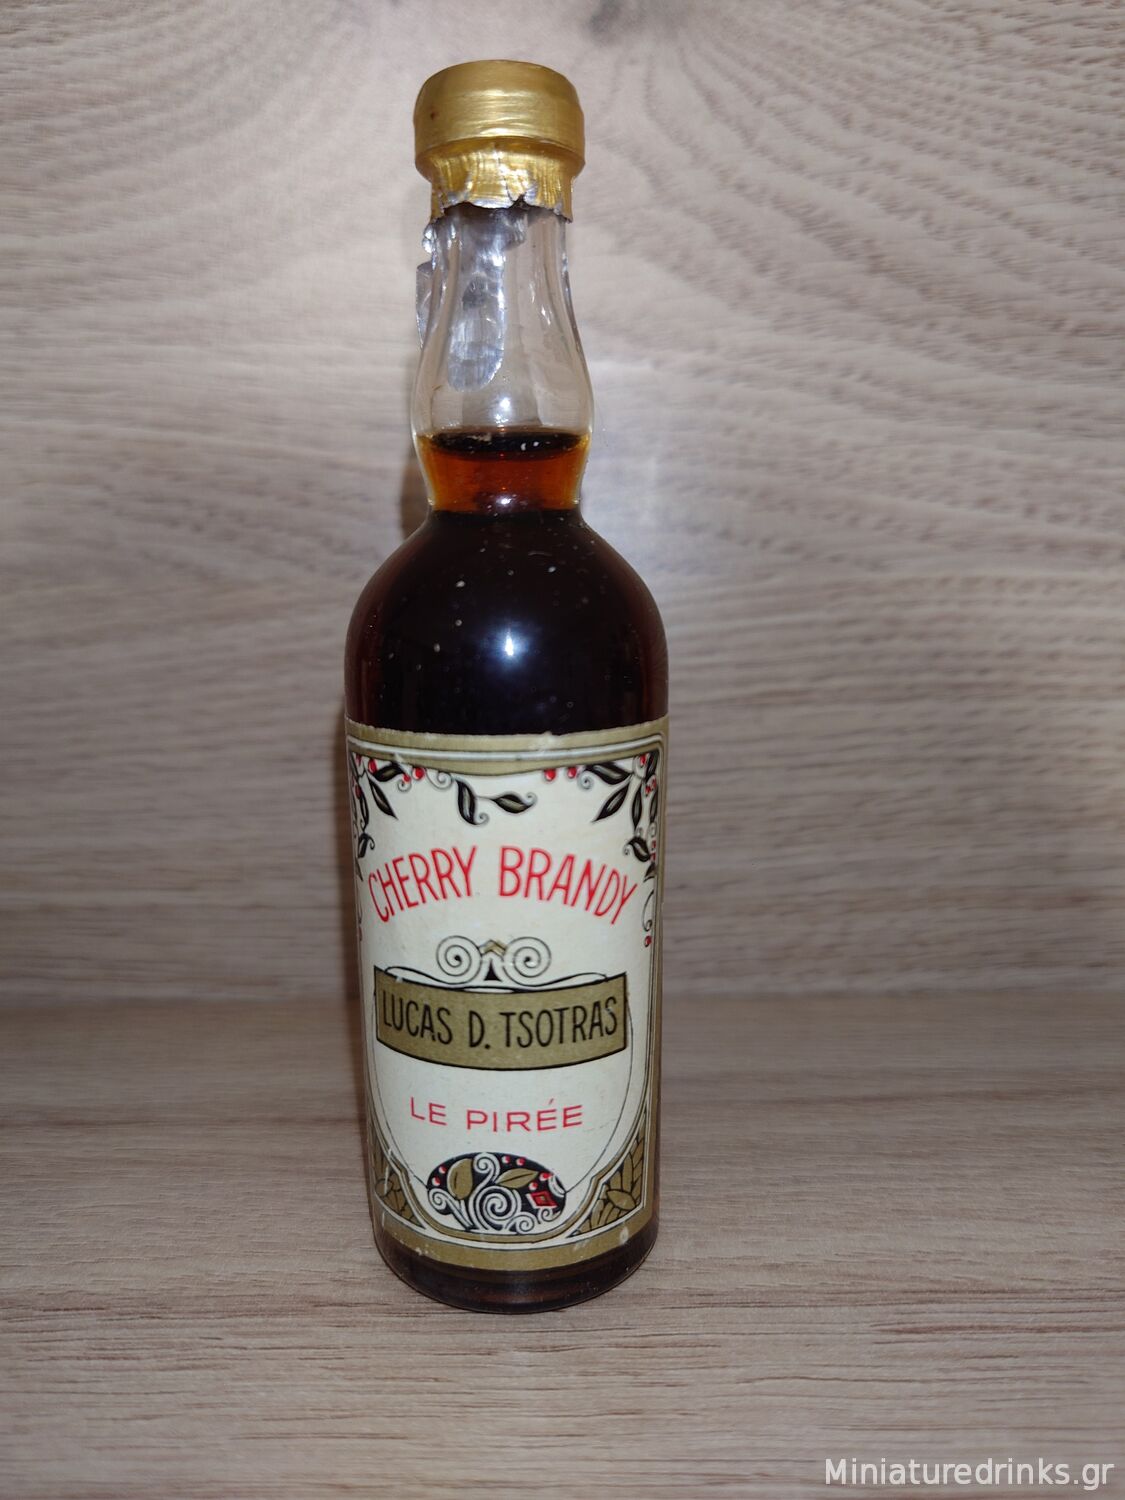 CHERRY BRANDY
LUCAS D. TSOTRAS
LE PIRÉE
Miniaturedrinks.gr